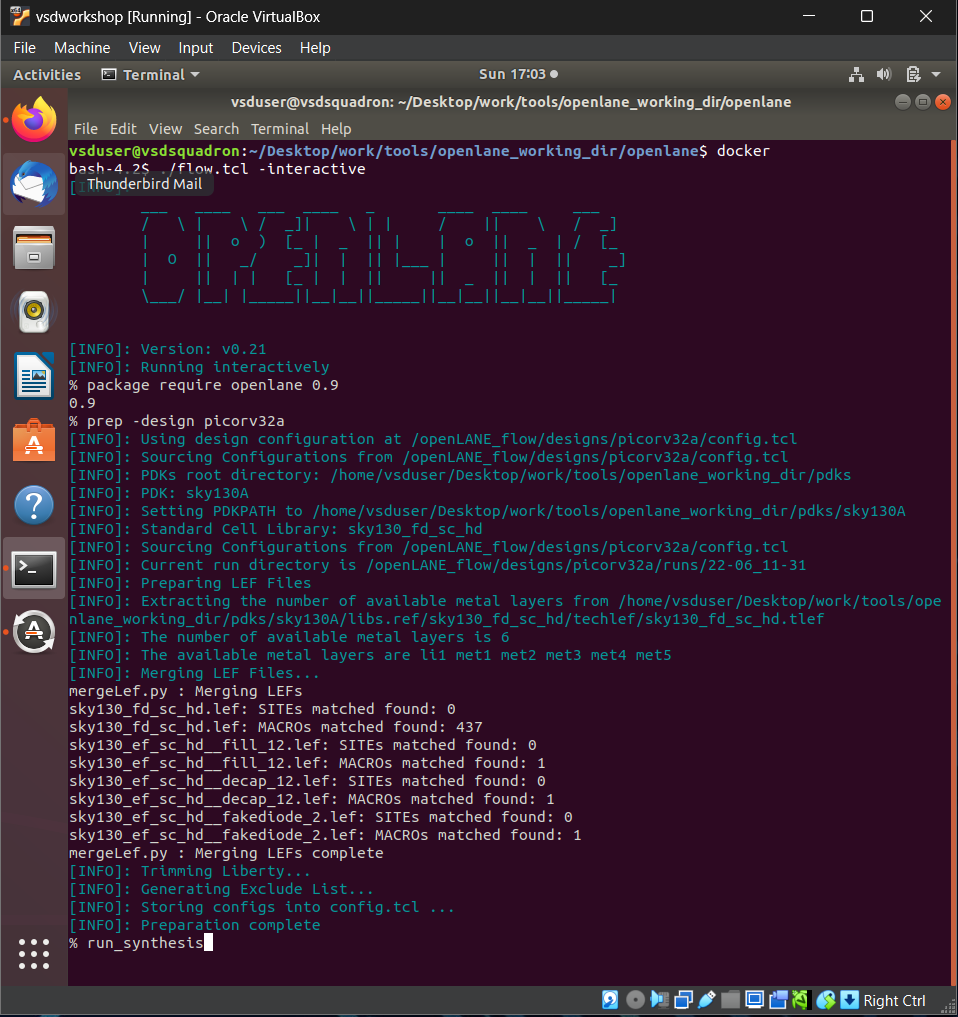 vsdworkshop [Running] - Oracle VirtualBox
File Machine View Input Devices Help
Activities Terminal Sun 17:03
vsduser@vsdsquadron: ~/Desktop/work/tools/openlane_working_dir/openlane
File Edit View Search Terminal Help
vsduser@vsdsquadron:~/Desktop/work/tools/openlane_working_dir/openlane$ docker
bash-4.2$ ./flow.tcl -interactive
Thunderbird Mail
OPENLANE
[INFO]: Version: v0.21
[INFO]: Running interactively
% package require openlane 0.9
0.9
% prep -design picorv32a
[INFO]: Using design configuration at /openLANE_flow/designs/picorv32a/config.tcl
[INFO]: Sourcing Configurations from /openLANE_flow/designs/picorv32a/config.tcl
[INFO]: PDKs root directory: /home/vsduser/Desktop/work/tools/openlane_working_dir/pdks
[INFO]: PDK: sky130A
[INFO]: Setting PDKPATH to /home/vsduser/Desktop/work/tools/openlane_working_dir/pdks/sky130A
[INFO]: Standard Cell Library: sky130_fd_sc_hd
[INFO]: Sourcing Configurations from /openLANE_flow/designs/picorv32a/config.tcl
[INFO]: Current run directory is /openLANE_flow/designs/picorv32a/runs/22-06_11-31
[INFO]: Preparing LEF Files
[INFO]: Extracting the number of available metal layers from /home/vsduser/Desktop/work/tools/ope
nlane_working_dir/pdks/sky130A/libs.ref/sky130_fd_sc_hd/techlef/sky130_fd_sc_hd.tlef
[INFO]: The number of available metal layers is 6
[INFO]: The available metal layers are li1 met1 met2 met3 met4 met5
[INFO]: Merging LEF Files...
mergeLef.py : Merging LEFs
sky130_fd_sc_hd.lef: SITEs matched found: 0
sky130_fd_sc_hd.lef: MACROs matched found: 437
sky130_ef_sc_hd__fill_12.lef: SITEs matched found: 0
sky130_ef_sc_hd__fill_12.lef: MACROs matched found: 1
sky130_ef_sc_hd__decap_12.lef: SITEs matched found: 0
sky130_ef_sc_hd__decap_12.lef: MACROs matched found: 1
sky130_ef_sc_hd__fakediode_2.lef: SITEs matched found: 0
sky130_ef_sc_hd__fakediode_2.lef: MACROs matched found: 1
mergeLef.py : Merging LEFs complete
[INFO]: Trimming Liberty...
[INFO]: Generating Exclude List...
[INFO]: Storing configs into config.tcl ...
[INFO]: Preparation complete
% run_synthesis
Right Ctrl